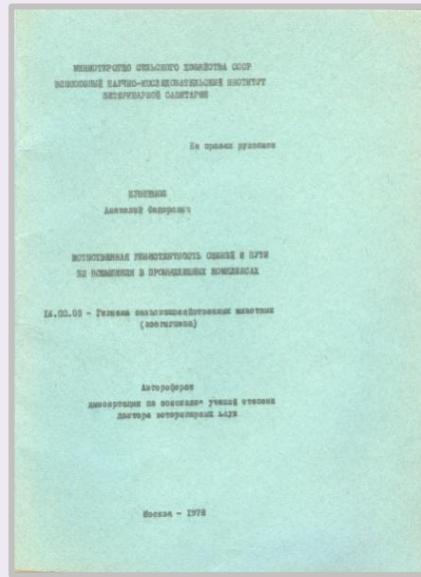 МИНИСТЕРСТВО СЕЛЬСКОГО ХОЗЯЙСТВА СССР
ВСЕСОЮЗНЫЙ НАУЧНО-ИССЛЕДОВАТЕЛЬСКИЙ ИНСТИТУТ
ВЕТЕРИНАРНОЙ САНИТАРИИ
На правах рукописи
Анатолий Федорович
ЕСТЕСТВЕННАЯ РЕЗИСТЕНТНОСТЬ СВИНЕЙ И ПУТИ
ЕЕ ПОВЫШЕНИЯ В ПРОМЫШЛЕННЫХ КОМПЛЕКСАХ
16.00.08 - Гигиена сельскохозяйственных животных
(зоогигиена)
Автореферат
диссертации на соискание ученой степени
доктора ветеринарных наук
Москва - 1978